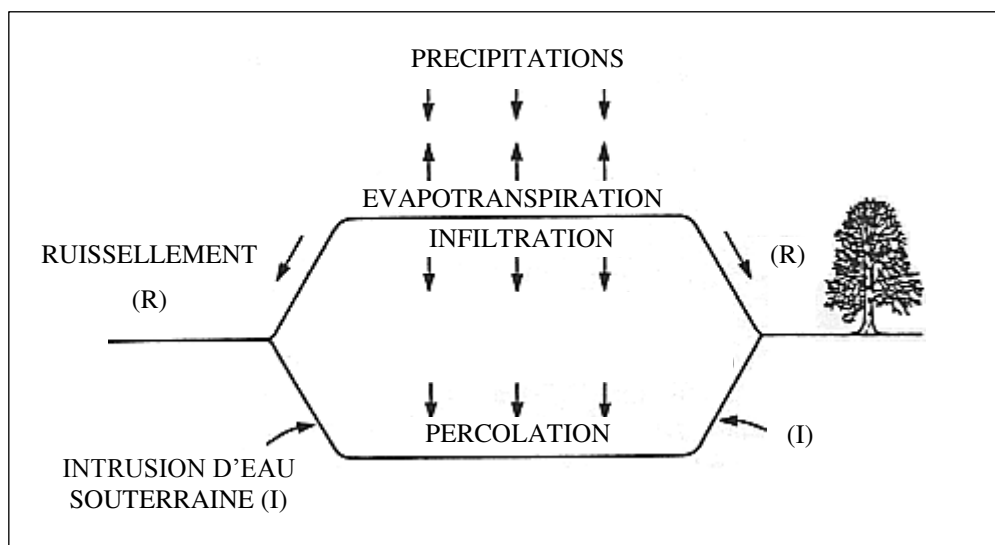 PRECIPITATIONS
EVAPOTRANSPIRATION
INFILTRATION
RUISSELLEMENT
(R)
(R)
PERCOLATION
(I)
INTRUSION D'EAU
SOUTERRAINE (I)